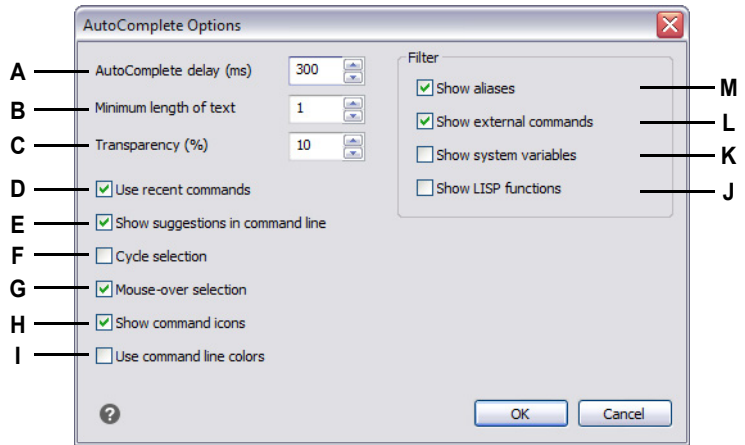 AutoComplete Options
A AutoComplete delay (ms) 300
B Minimum length of text 1
C Transparency (%) 10
D Use recent commands
E Show suggestions in command line
F Cycle selection
G Mouse-over selection
H Show command icons
I Use command line colors
Filter
Show aliases M
Show external commands L
Show system variables K
Show LISP functions J
? OK Cancel